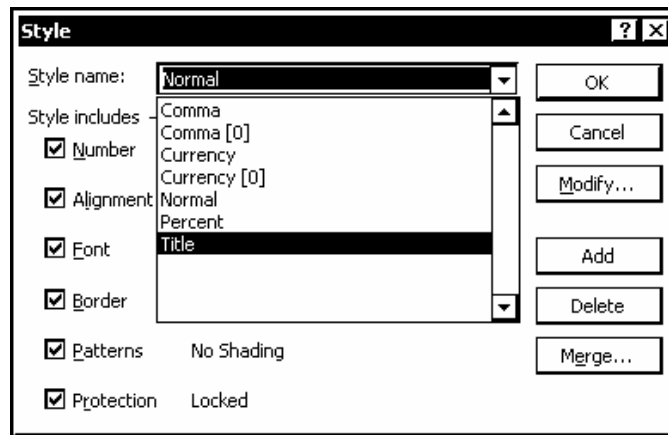 Style ? X
Style name: Normal OK
Style includes Comma
Comma [0] Cancel
Number Currency
Currency [0] Modify...
Alignment Normal
Percent
Font Title Add
Border Delete
Patterns No Shading Merge...
Protection Locked